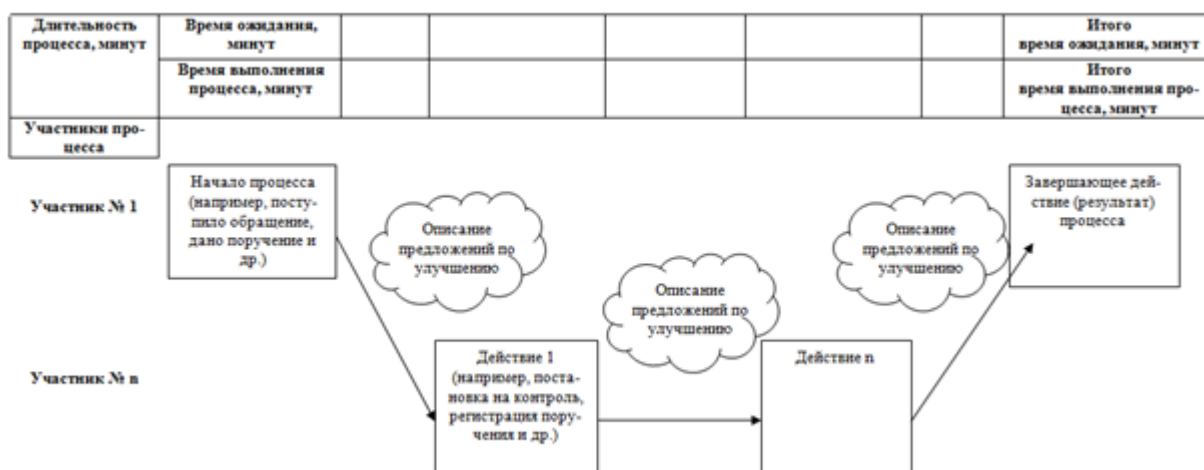 Длительность
процесса, минут
Время ожидания,
минут
Итого
время ожидания, минут
Время выполнения
процесса, минут
Итого
время выполнения про-
цесса, минут
Участники про-
цесса
Участник № 1
Начало процесса
(например, посту-
пило обращение,
дано поручение и
др.)
Описание
предложений по
улучшению
Описание
предложений по
улучшению
Описание
предложений по
улучшению
Завершающее дей-
ствие (результат)
процесса
Участник № n
Действие 1
(например, поста-
новка на контроль,
регистрация пору-
чения и др.)
Действие n